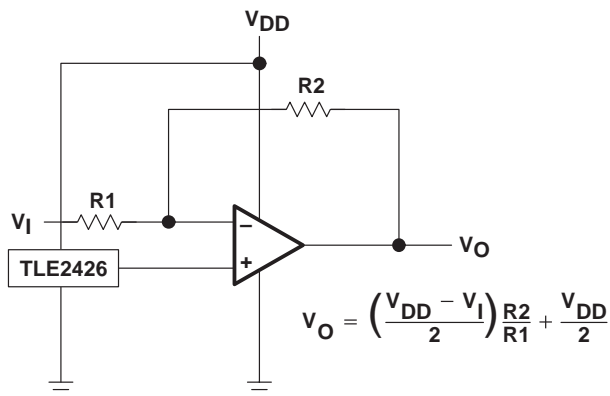 VDD
R2
R1
VI
−
+
TLE2426
VO
VO = (VDD − VI / 2) R2 / R1 + VDD / 2